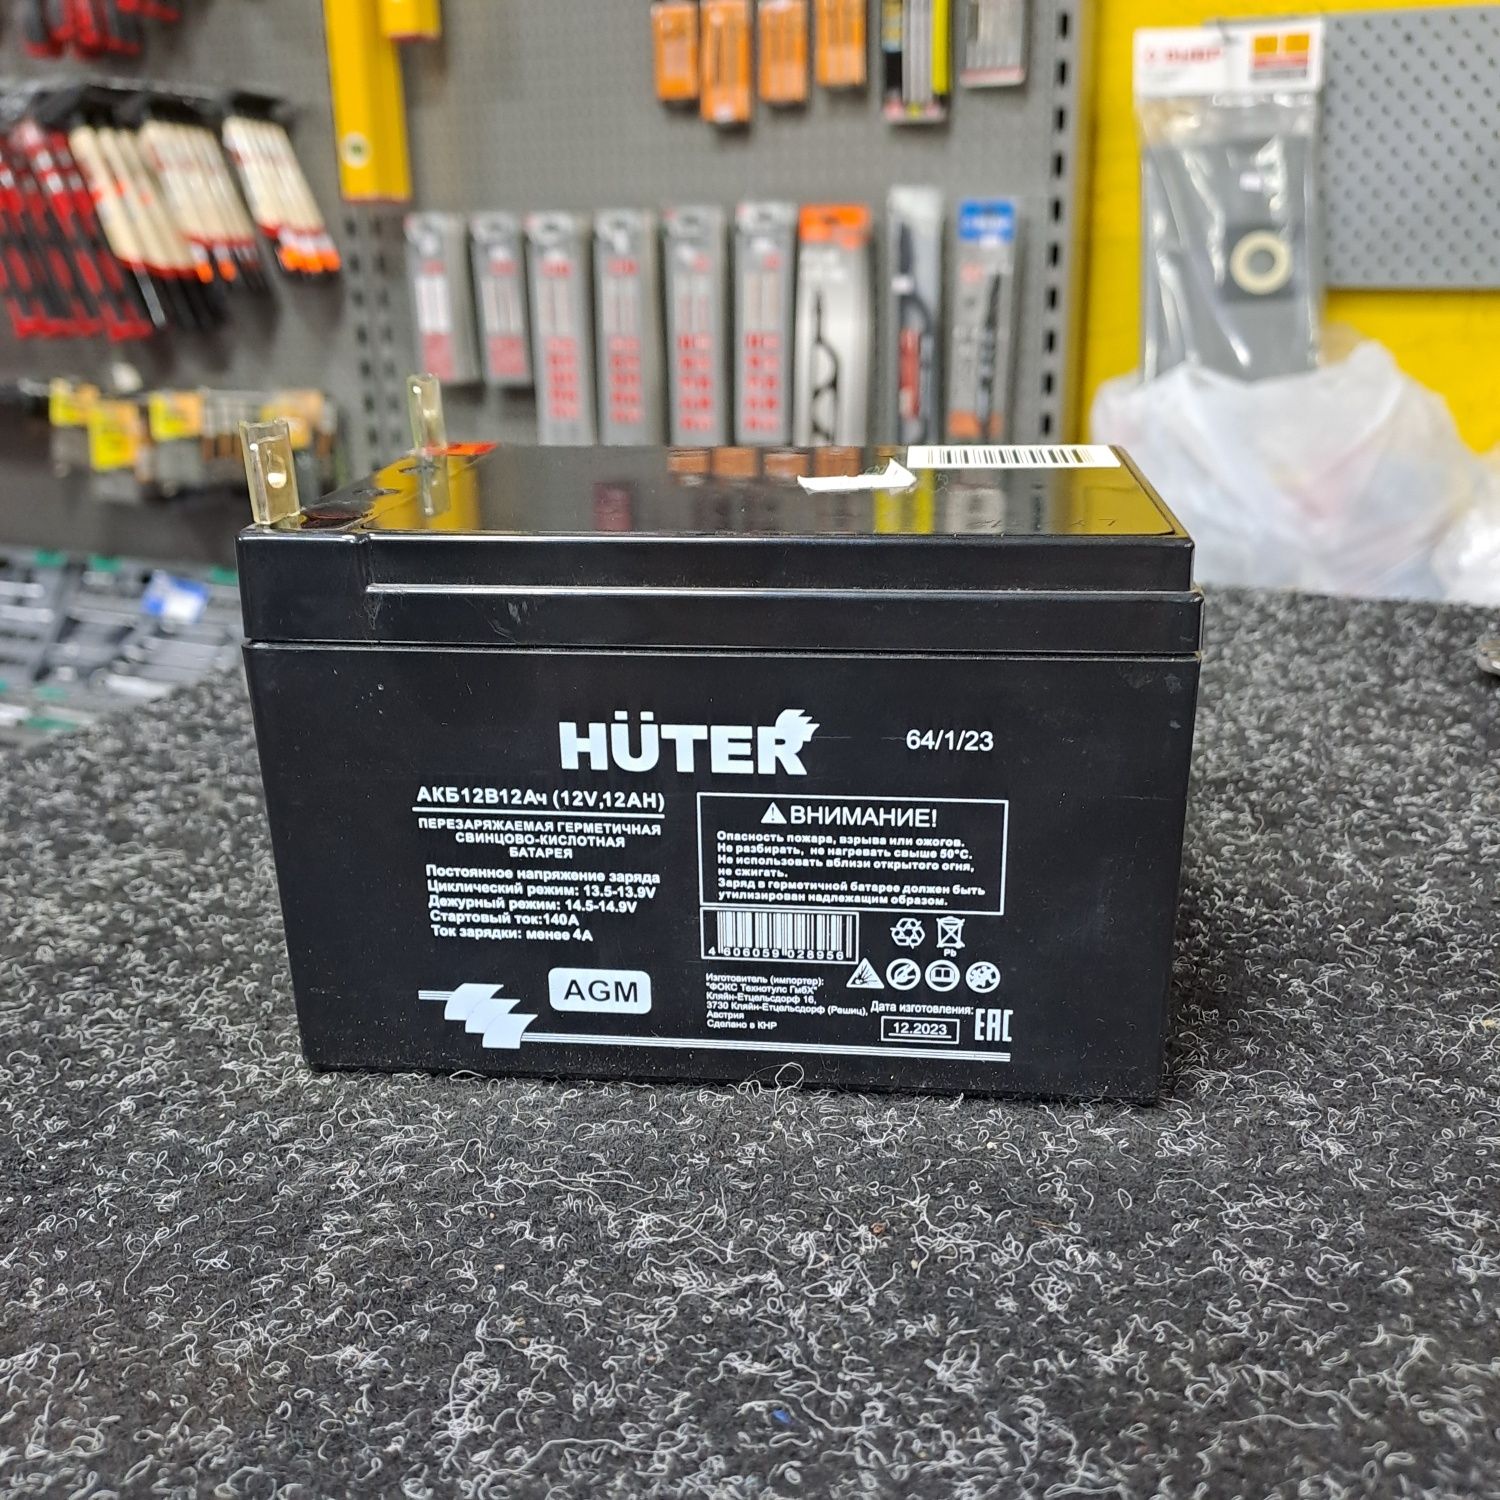 HÜTER
64/1/23
АКБ12В12Ач (12V,12AH)
ПЕРЕЗАРЯЖАЕМАЯ ГЕРМЕТИЧНАЯ
СВИНЦОВО-КИСЛОТНАЯ
БАТАРЕЯ
Постоянное напряжение заряда
Циклический режим: 13.5-13.9V
Дежурный режим: 14.5-14.9V
Стартовый ток:140А
Ток зарядки: менее 4А
AGM
ВНИМАНИЕ!
Опасность пожара, взрыва или ожогов.
Не разбирать, не нагревать свыше 50°С.
Не использовать вблизи открытого огня,
не сжигать.
Заряд в герметичной батарее должен быть
утилизирован надлежащим образом.
4 606059 028956
Pb
Изготовитель (импортер):
"ФОКС Технотулс ГмбХ"
Кляйн-Етцельсдорф 16,
3730 Кляйн-Етцельсдорф (Решиц),
Австрия
Сделано в КНР
Дата изготовления:
12.2023
EAC